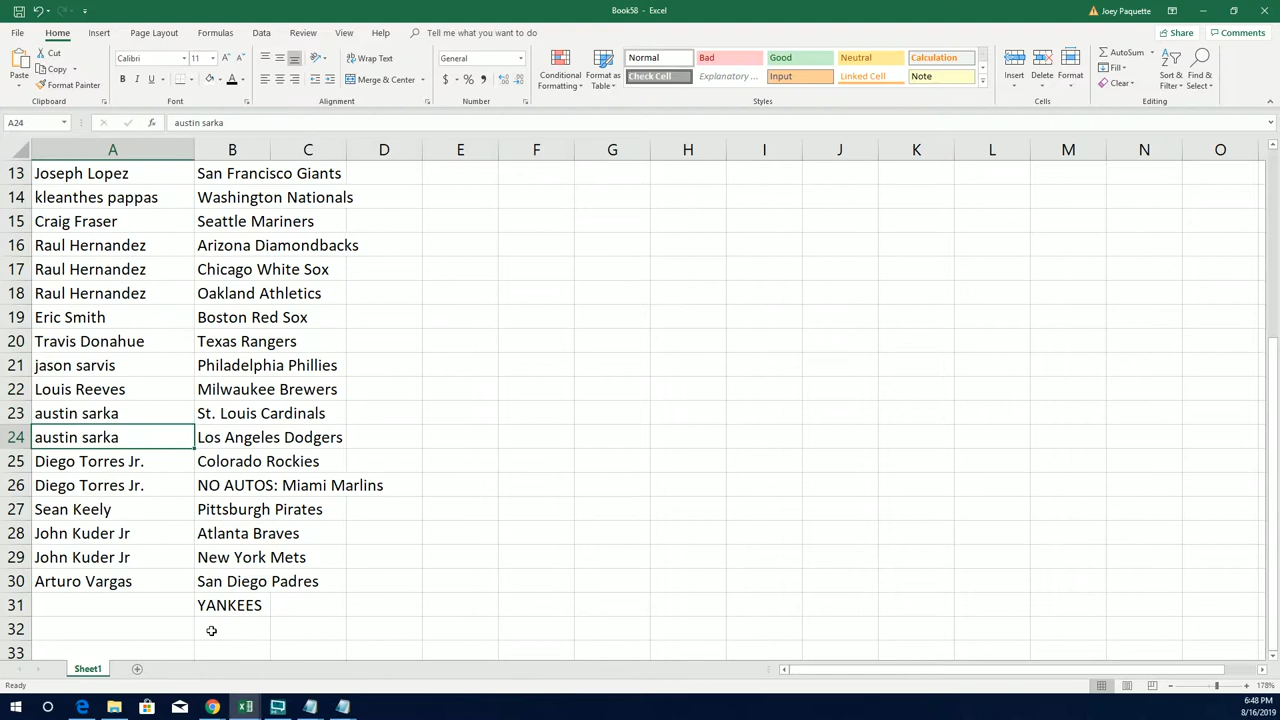 Book58 - Excel
Joey Paquette
File Home Insert Page Layout Formulas Data Review View Help Tell me what you want to do
Share Comments
Paste
Cut
Copy
Format Painter
Clipboard
Calibri 11
B I U
Font
Wrap Text
Merge & Center
Alignment
General
$ % ,
Number
Conditional Formatting
Format as Table
Normal Bad Good Neutral Calculation
Check Cell Explanatory ... Input Linked Cell Note
Styles
Insert Delete Format
Cells
AutoSum
Fill
Clear
Sort & Filter
Find & Select
Editing
A24 fx austin sarka
A B C D E F G H I J K L M N O
13 Joseph Lopez San Francisco Giants
14 kleanthes pappas Washington Nationals
15 Craig Fraser Seattle Mariners
16 Raul Hernandez Arizona Diamondbacks
17 Raul Hernandez Chicago White Sox
18 Raul Hernandez Oakland Athletics
19 Eric Smith Boston Red Sox
20 Travis Donahue Texas Rangers
21 jason sarvis Philadelphia Phillies
22 Louis Reeves Milwaukee Brewers
23 austin sarka St. Louis Cardinals
24 austin sarka Los Angeles Dodgers
25 Diego Torres Jr. Colorado Rockies
26 Diego Torres Jr. NO AUTOS: Miami Marlins
27 Sean Keely Pittsburgh Pirates
28 John Kuder Jr Atlanta Braves
29 John Kuder Jr New York Mets
30 Arturo Vargas San Diego Padres
31 YANKEES
32
33
Sheet1
Ready
178%
6:48 PM
8/16/2019